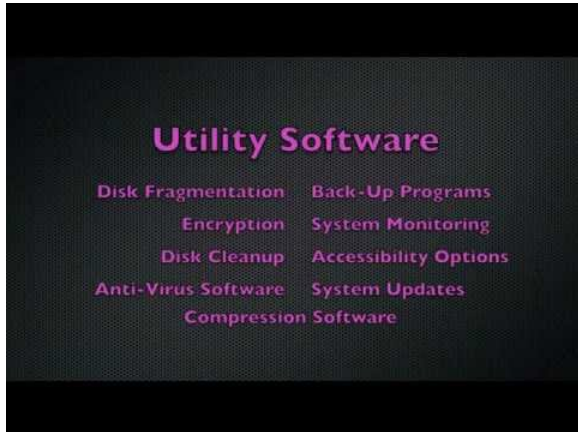 Utility Software
Disk Fragmentation Back-Up Programs
Encryption System Monitoring
Disk Cleanup Accessibility Options
Anti-Virus Software System Updates
Compression Software